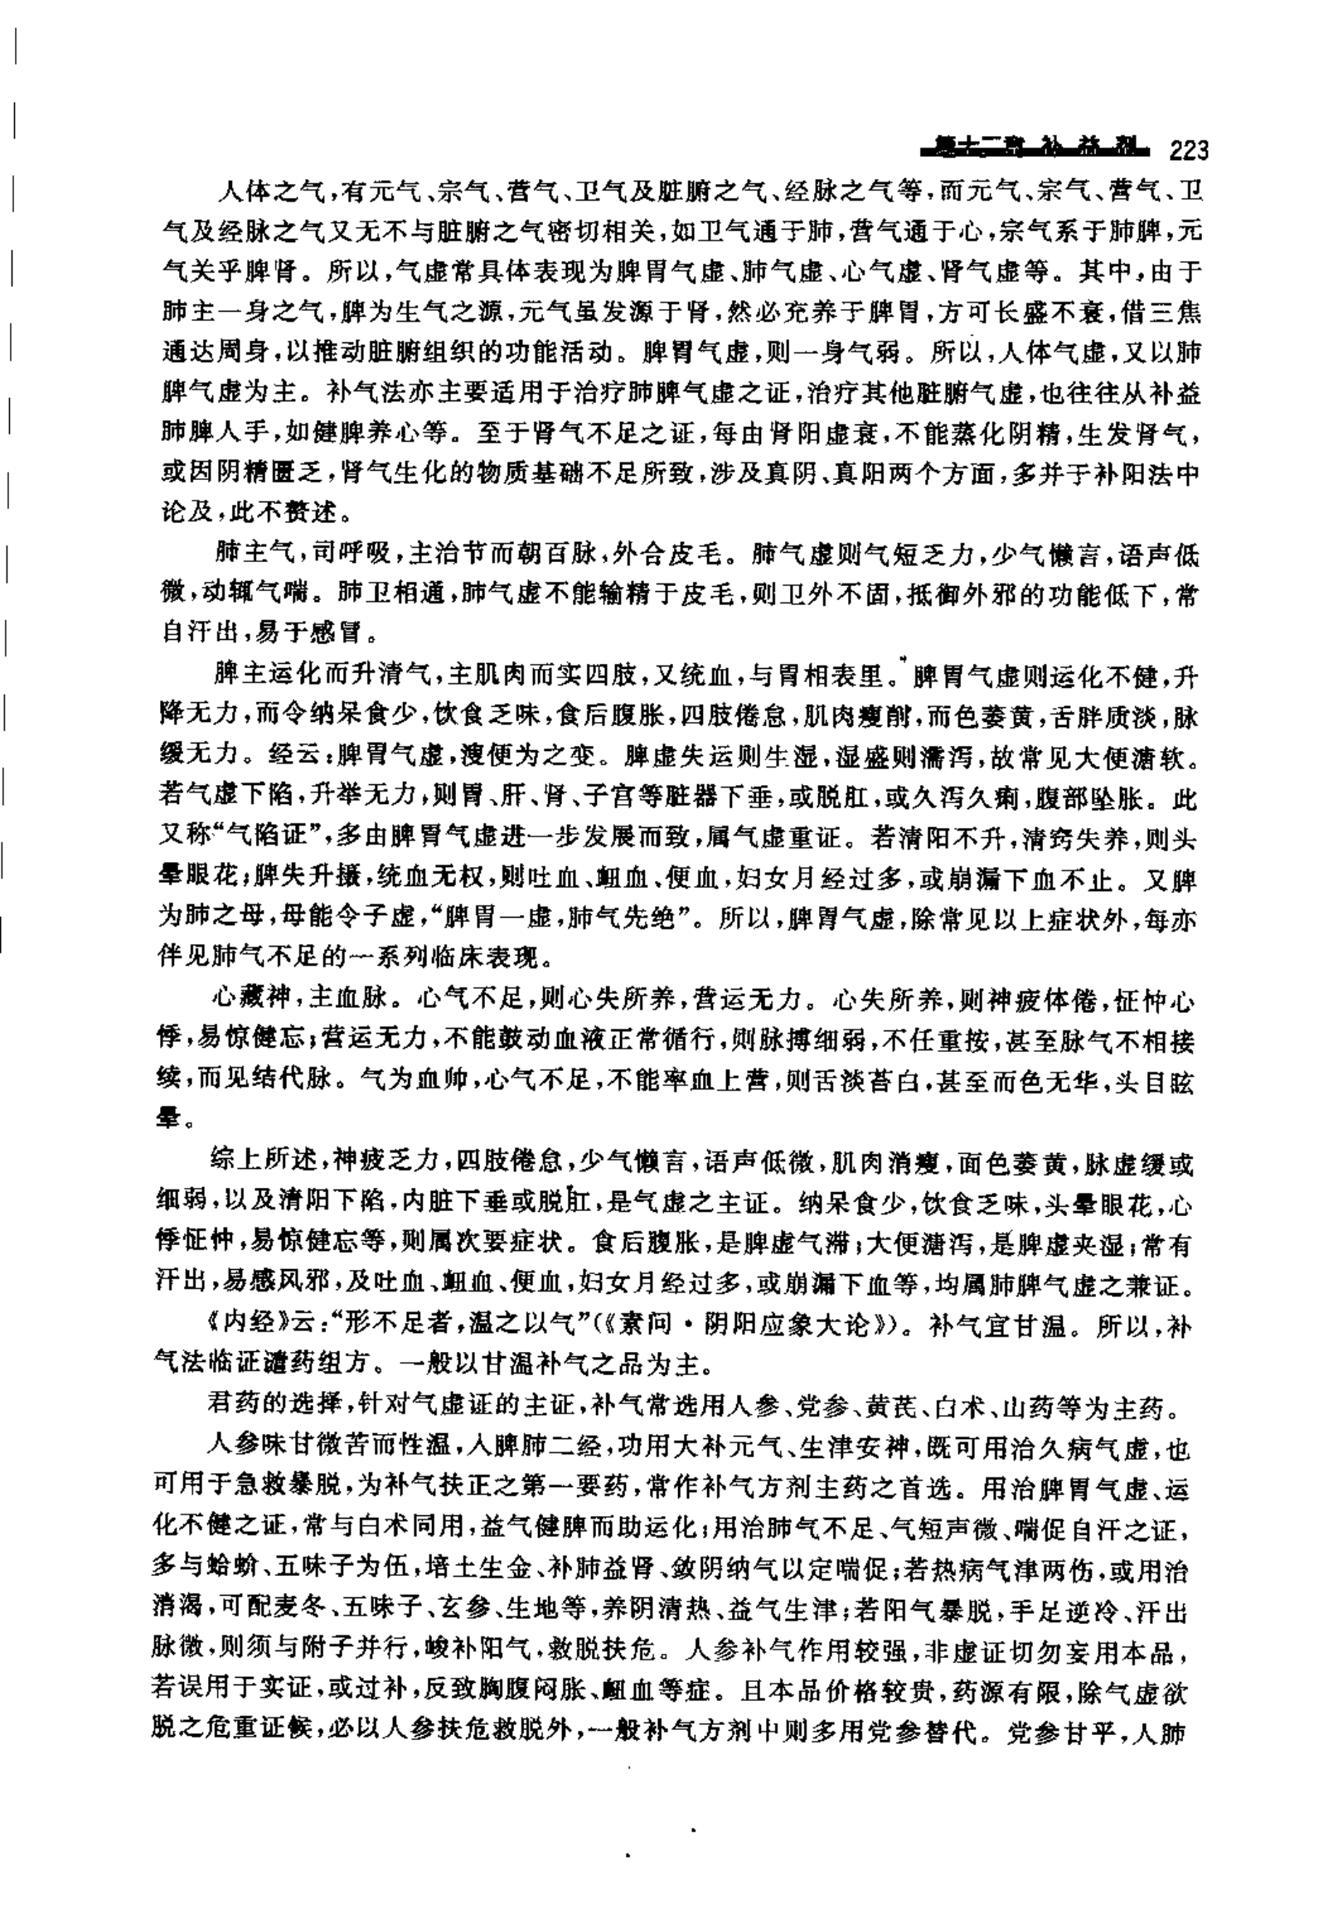 第十二章 补益剂 223
人体之气,有元气、宗气、营气、卫气及脏腑之气、经脉之气等,而元气、宗气、营气、卫
气及经脉之气又无不与脏腑之气密切相关,如卫气通于肺,营气通于心,宗气系于肺脾,元
气关乎脾肾。所以,气虚常具体表现为脾胃气虚、肺气虚、心气虚、肾气虚等。其中,由于
肺主一身之气,脾为生气之源,元气虽发源于肾,然必充养于脾胃,方可长盛不衰,借三焦
通达周身,以推动脏腑组织的功能活动。脾胃气虚,则一身气弱。所以,人体气虚,又以肺
脾气虚为主。补气法亦主要适用于治疗肺脾气虚之证,治疗其他脏腑气虚,也往往从补益
肺脾人手,如健脾养心等。至于肾气不足之证,每由肾阳虚衰,不能蒸化阴精,生发肾气,
或因阴精匮乏,肾气生化的物质基础不足所致,涉及真阴、真阳两个方面,多并于补阳法中
论及,此不赘述。
肺主气,司呼吸,主治节而朝百脉,外合皮毛。肺气虚则气短乏力,少气懒言,语声低
微,动辄气喘。肺卫相通,肺气虚不能输精于皮毛,则卫外不固,抵御外邪的功能低下,常
自汗出,易于感冒。
脾主运化而升清气,主肌肉而实四肢,又统血,与胃相表里。脾胃气虚则运化不健,升
降无力,而令纳呆食少,饮食乏味,食后腹胀,四肢倦怠,肌肉瘦削,而色萎黄,舌胖质淡,脉
缓无力。经云:脾胃气虚,溲便为之变。脾虚失运则生湿,湿盛则濡泻,故常见大便溏软。
若气虚下陷,升举无力,则胃、肝、肾、子宫等脏器下垂,或脱肛,或久泻久痢,腹部坠胀。此
又称“气陷证”,多由脾胃气虚进一步发展而致,属气虚重证。若清阳不升,清窍失养,则头
晕眼花;脾失升摄,统血无权,则吐血、衄血、便血,妇女月经过多,或崩漏下血不止。又脾
为肺之母,母能令子虚,“脾胃一虚,肺气先绝”。所以,脾胃气虚,除常见以上症状外,每亦
伴见肺气不足的一系列临床表现。
心藏神,主血脉。心气不足,则心失所养,营运无力。心失所养,则神疲体倦,怔忡心
悸,易惊健忘;营运无力,不能鼓动血液正常循行,则脉搏细弱,不任重按,甚至脉气不相接
续,而见结代脉。气为血帅,心气不足,不能率血上营,则舌淡苔白,甚至而色无华,头目眩
晕。
综上所述,神疲乏力,四肢倦怠,少气懒言,语声低微,肌肉消瘦,面色萎黄,脉虚缓或
细弱,以及清阳下陷,内脏下垂或脱肛,是气虚之主证。纳呆食少,饮食乏味,头晕眼花,心
悸怔忡,易惊健忘等,则属次要症状。食后腹胀,是脾虚气滞;大便溏泻,是脾虚夹湿;常有
汗出,易感风邪,及吐血、衄血、便血,妇女月经过多,或崩漏下血等,均属肺脾气虚之兼证。
《内经》云:“形不足者,温之以气”(《素问·阴阳应象大论》)。补气宜甘温。所以,补
气法临证遣药组方。一般以甘温补气之品为主。
君药的选择,针对气虚证的主证,补气常选用人参、党参、黄芪、白术、山药等为主药。
人参味甘微苦而性温,人脾肺二经,功用大补元气、生津安神,既可用治久病气虚,也
可用于急救暴脱,为补气扶正之第一要药,常作补气方剂主药之首选。用治脾胃气虚、运
化不健之证,常与白术同用,益气健脾而助运化;用治肺气不足、气短声微、喘促自汗之证,
多与蛤蚧、五味子为伍,培土生金、补肺益肾、敛阴纳气以定喘促;若热病气津两伤,或用治
消渴,可配麦冬、五味子、玄参、生地等,养阴清热、益气生津;若阳气暴脱,手足逆冷、汗出
脉微,则须与附子并行,峻补阳气,救脱扶危。人参补气作用较强,非虚证切勿妄用本品,
若误用于实证,或过补,反致胸腹闷胀、衄血等症。且本品价格较贵,药源有限,除气虚欲
脱之危重证候,必以人参扶危救脱外,一般补气方剂中则多用党参替代。党参甘平,人肺